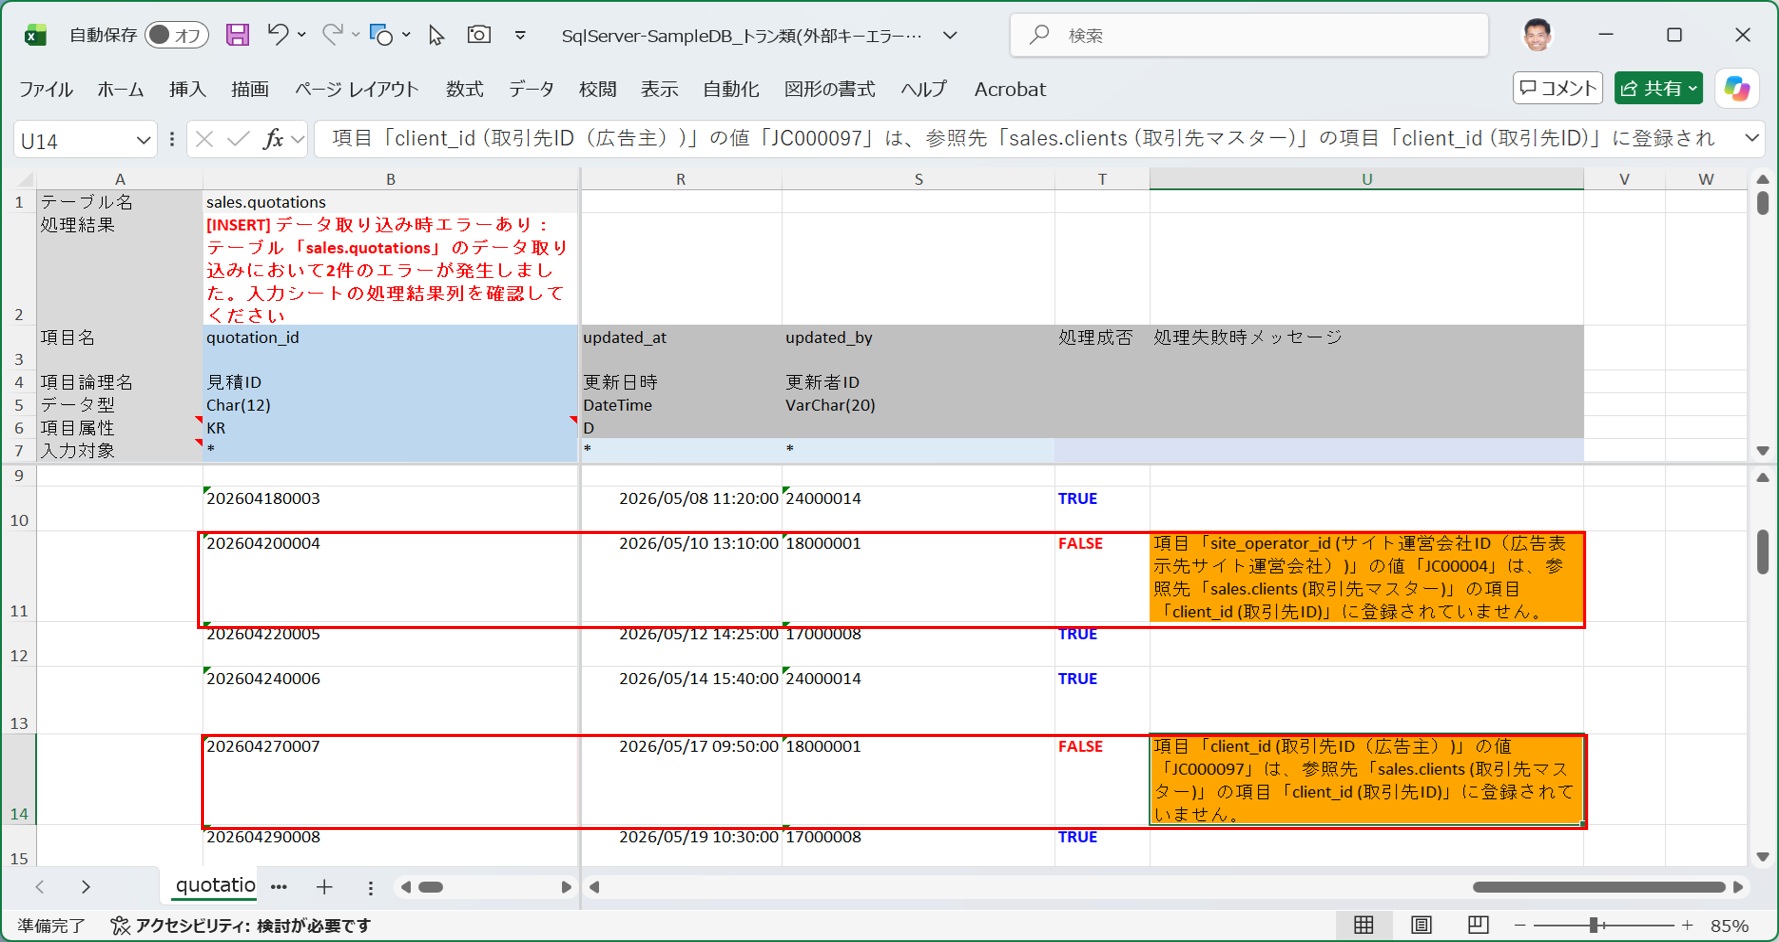 自動保存 オフ SqlServer-SampleDB_トラン類(外部キーエラー… 検索
ファイル ホーム 挿入 描画 ページ レイアウト 数式 データ 校閲 表示 自動化 図形の書式 ヘルプ Acrobat コメント 共有
U14 fx 項目「client_id (取引先ID（広告主）)」の値「JC000097」は、参照先「sales.clients (取引先マスター)」の項目「client_id (取引先ID)」に登録され
A B R S T U V W
1 テーブル名 sales.quotations
2 処理結果 [INSERT] データ取り込み時エラーあり：
テーブル「sales.quotations」のデータ取り
込みにおいて2件のエラーが発生しまし
た。入力シートの処理結果列を確認して
ください
3 項目名 quotation_id updated_at updated_by 処理成否 処理失敗時メッセージ
4 項目論理名 見積ID 更新日時 更新者ID
5 データ型 Char(12) DateTime VarChar(20)
6 項目属性 KR D
7 入力対象 * * *
9
10 202604180003 2026/05/08 11:20:00 24000014 TRUE
11 202604200004 2026/05/10 13:10:00 18000001 FALSE 項目「site_operator_id (サイト運営会社ID（広告表
示先サイト運営会社）)」の値「JC00004」は、参
照先「sales.clients (取引先マスター)」の項目
「client_id (取引先ID)」に登録されていません。
12 202604220005 2026/05/12 14:25:00 17000008 TRUE
13 202604240006 2026/05/14 15:40:00 24000014 TRUE
14 202604270007 2026/05/17 09:50:00 18000001 FALSE 項目「client_id (取引先ID（広告主）)」の値
「JC000097」は、参照先「sales.clients (取引先マス
ター)」の項目「client_id (取引先ID)」に登録されて
いません。
15 202604290008 2026/05/19 10:30:00 17000008 TRUE
quotatio
準備完了 アクセシビリティ: 検討が必要です 85%